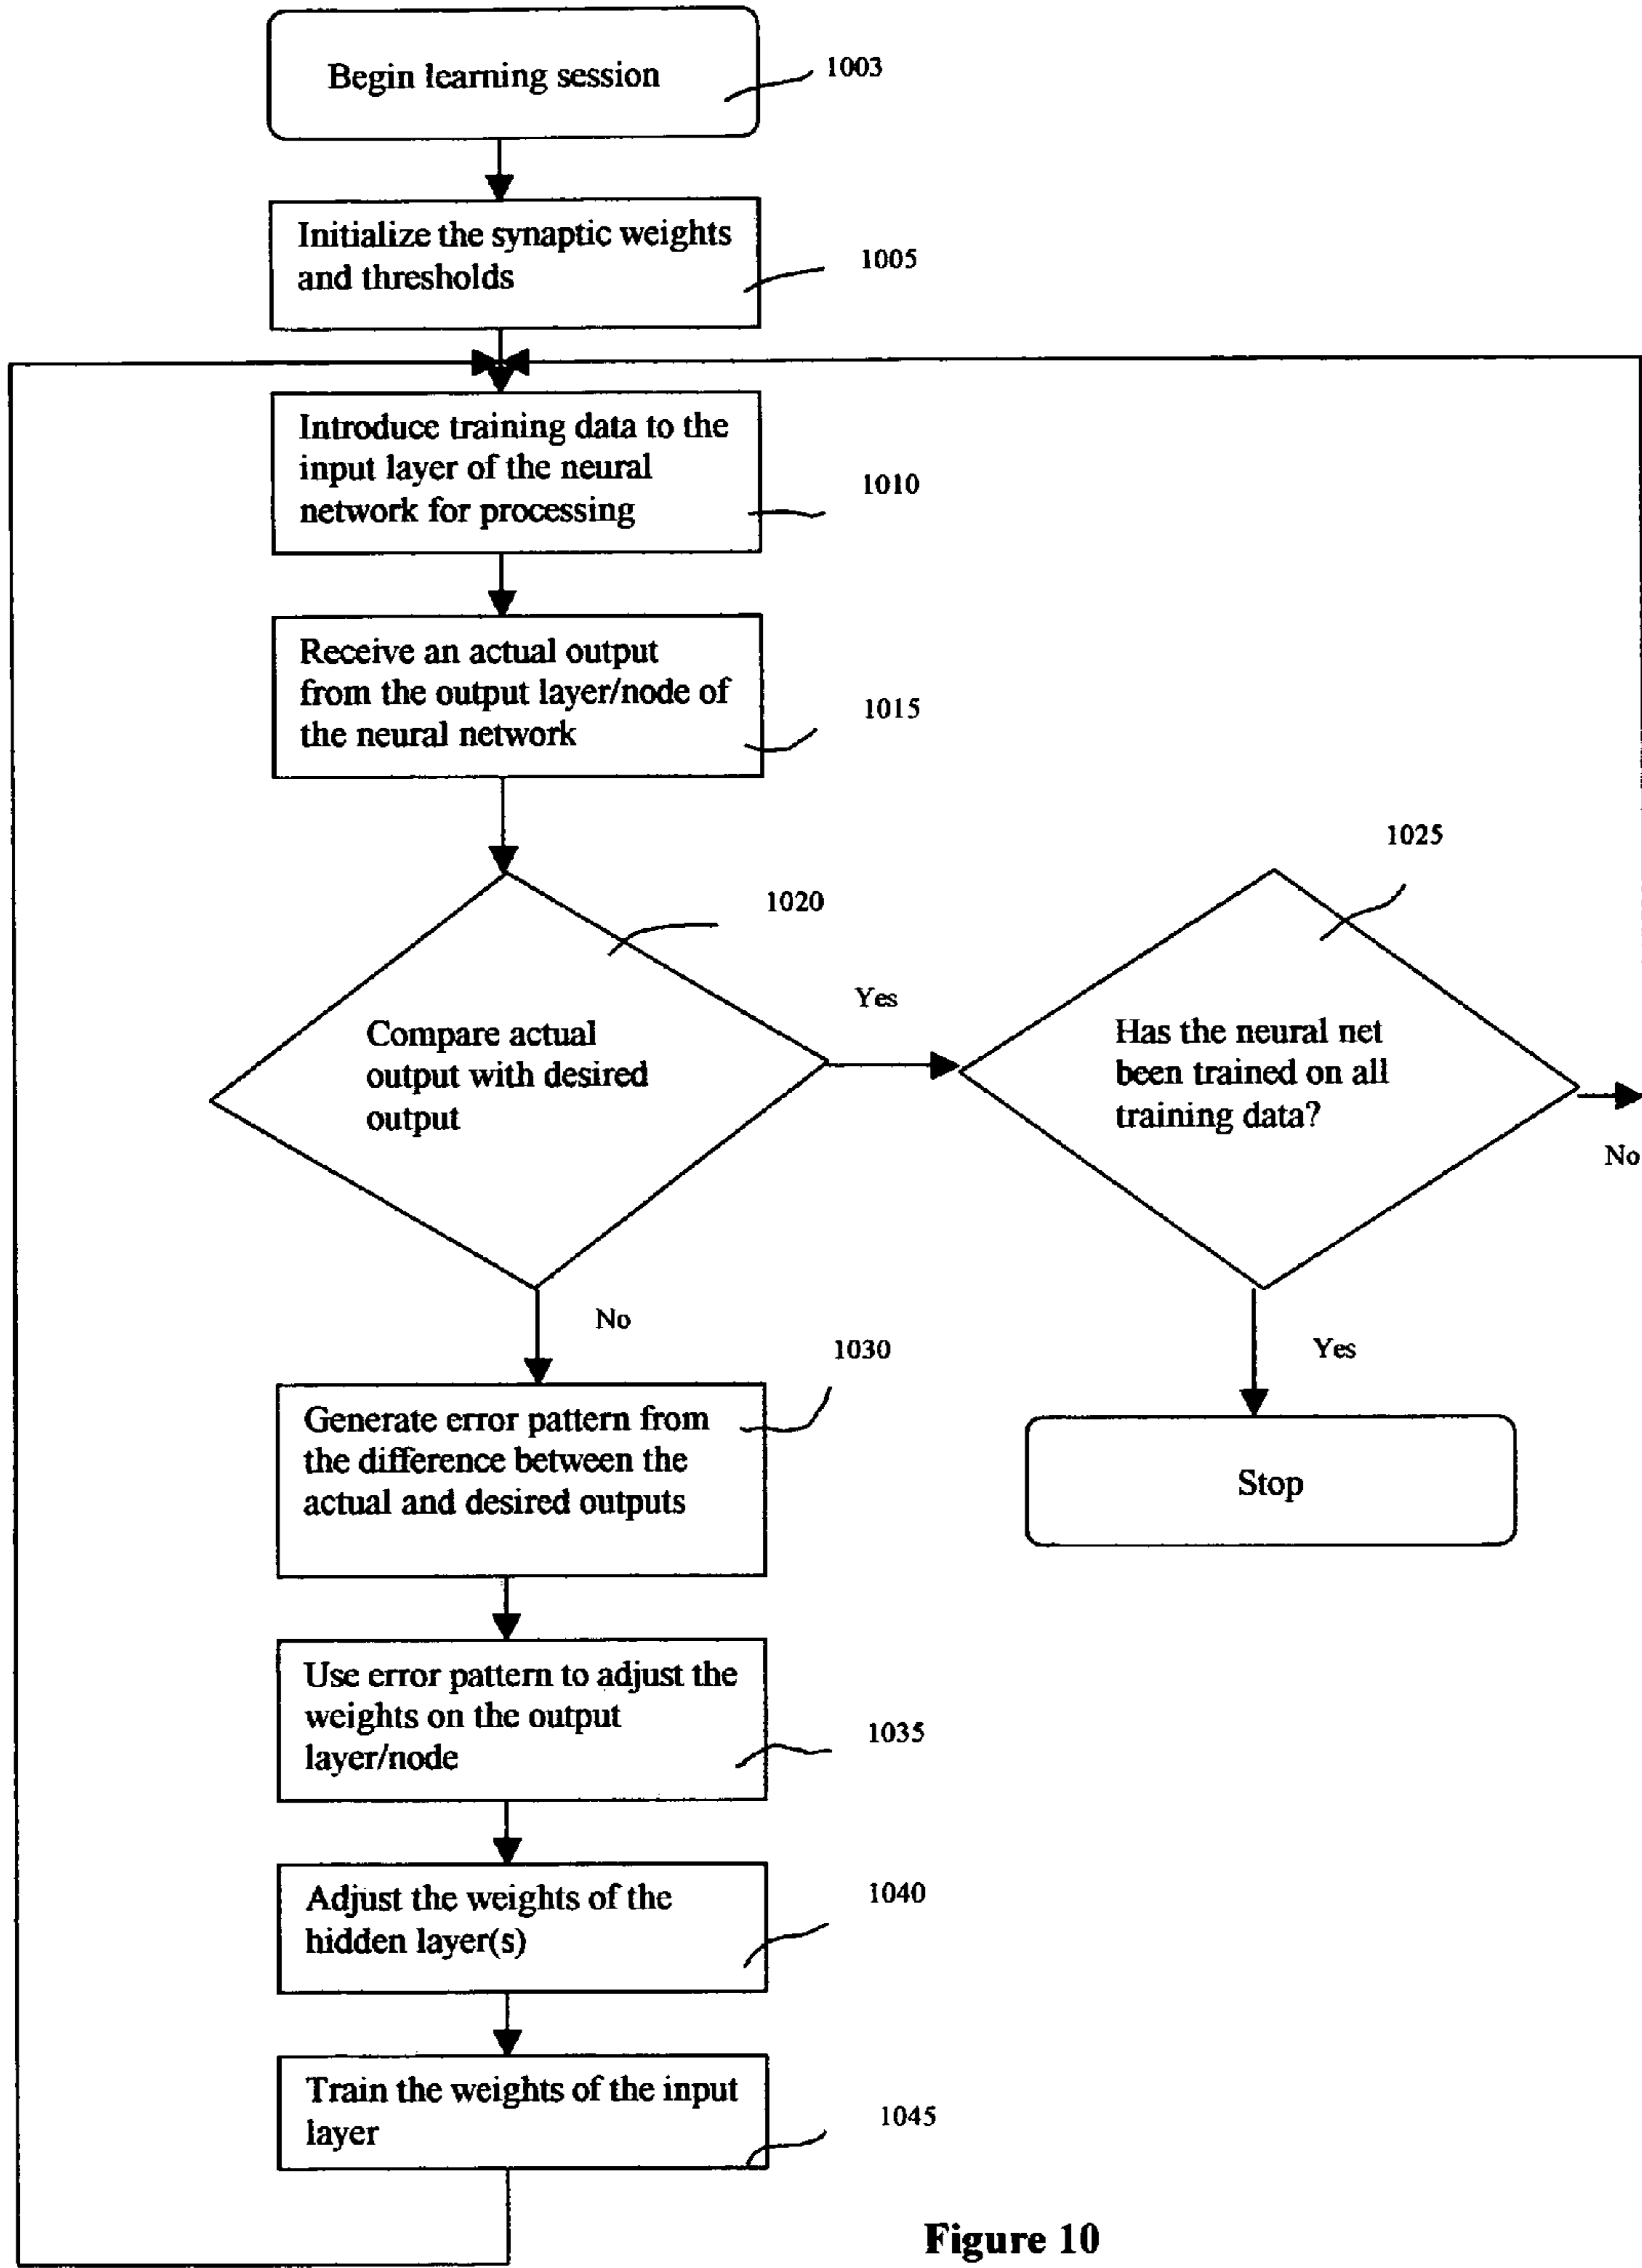 Begin learning session
1003
Initialize the synaptic weights
and thresholds
1005
Introduce training data to the
input layer of the neural
network for processing
1010
Receive an actual output
from the output layer/node of
the neural network
1015
1020
Compare actual
output with desired
output
Yes
1025
Has the neural net
been trained on all
training data?
No
No
Yes
1030
Generate error pattern from
the difference between the
actual and desired outputs
Stop
Use error pattern to adjust the
weights on the output
layer/node
1035
Adjust the weights of the
hidden layer(s)
1040
Train the weights of the input
layer
1045
Figure 10